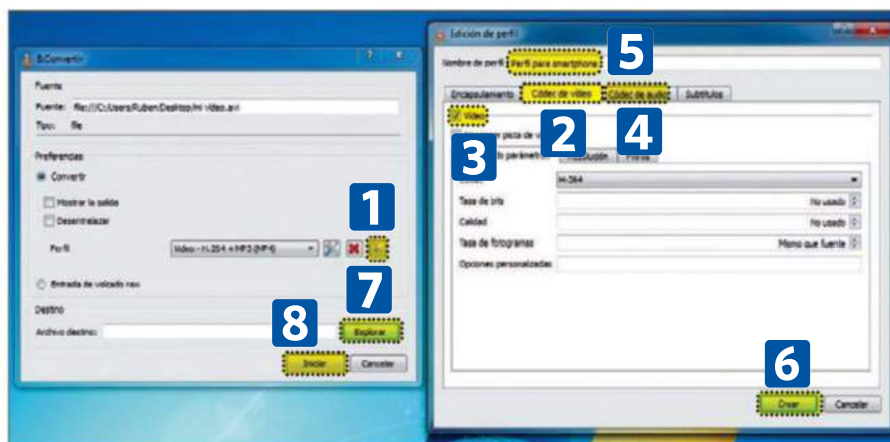 &Convertir
Fuente
Fuente: file:///C:/Users/Ruben/Desktop/mi video.avi
Tipo: file
Preferencias
Convertir
Mostrar la salida
Desentrelazar
1
Perfil
Video - H.264 + MP3 (MP4)
7
Entrada de volcado raw
Destino
8
Archivo destino:
Explorar
Iniciar
Cancelar
Edición de perfil
5
Nombre de perfil
Perfil para smartphone
Encapsulamiento
Códec de vídeo
Códec de audio
Subtítulos
Video
2
4
3
pista de
parámetros
H-264
Tasa de bits
No usado
Calidad
No usado
Tasa de fotogramas
Mismo que fuente
Opciones personalizadas
6
Crear
Cancelar